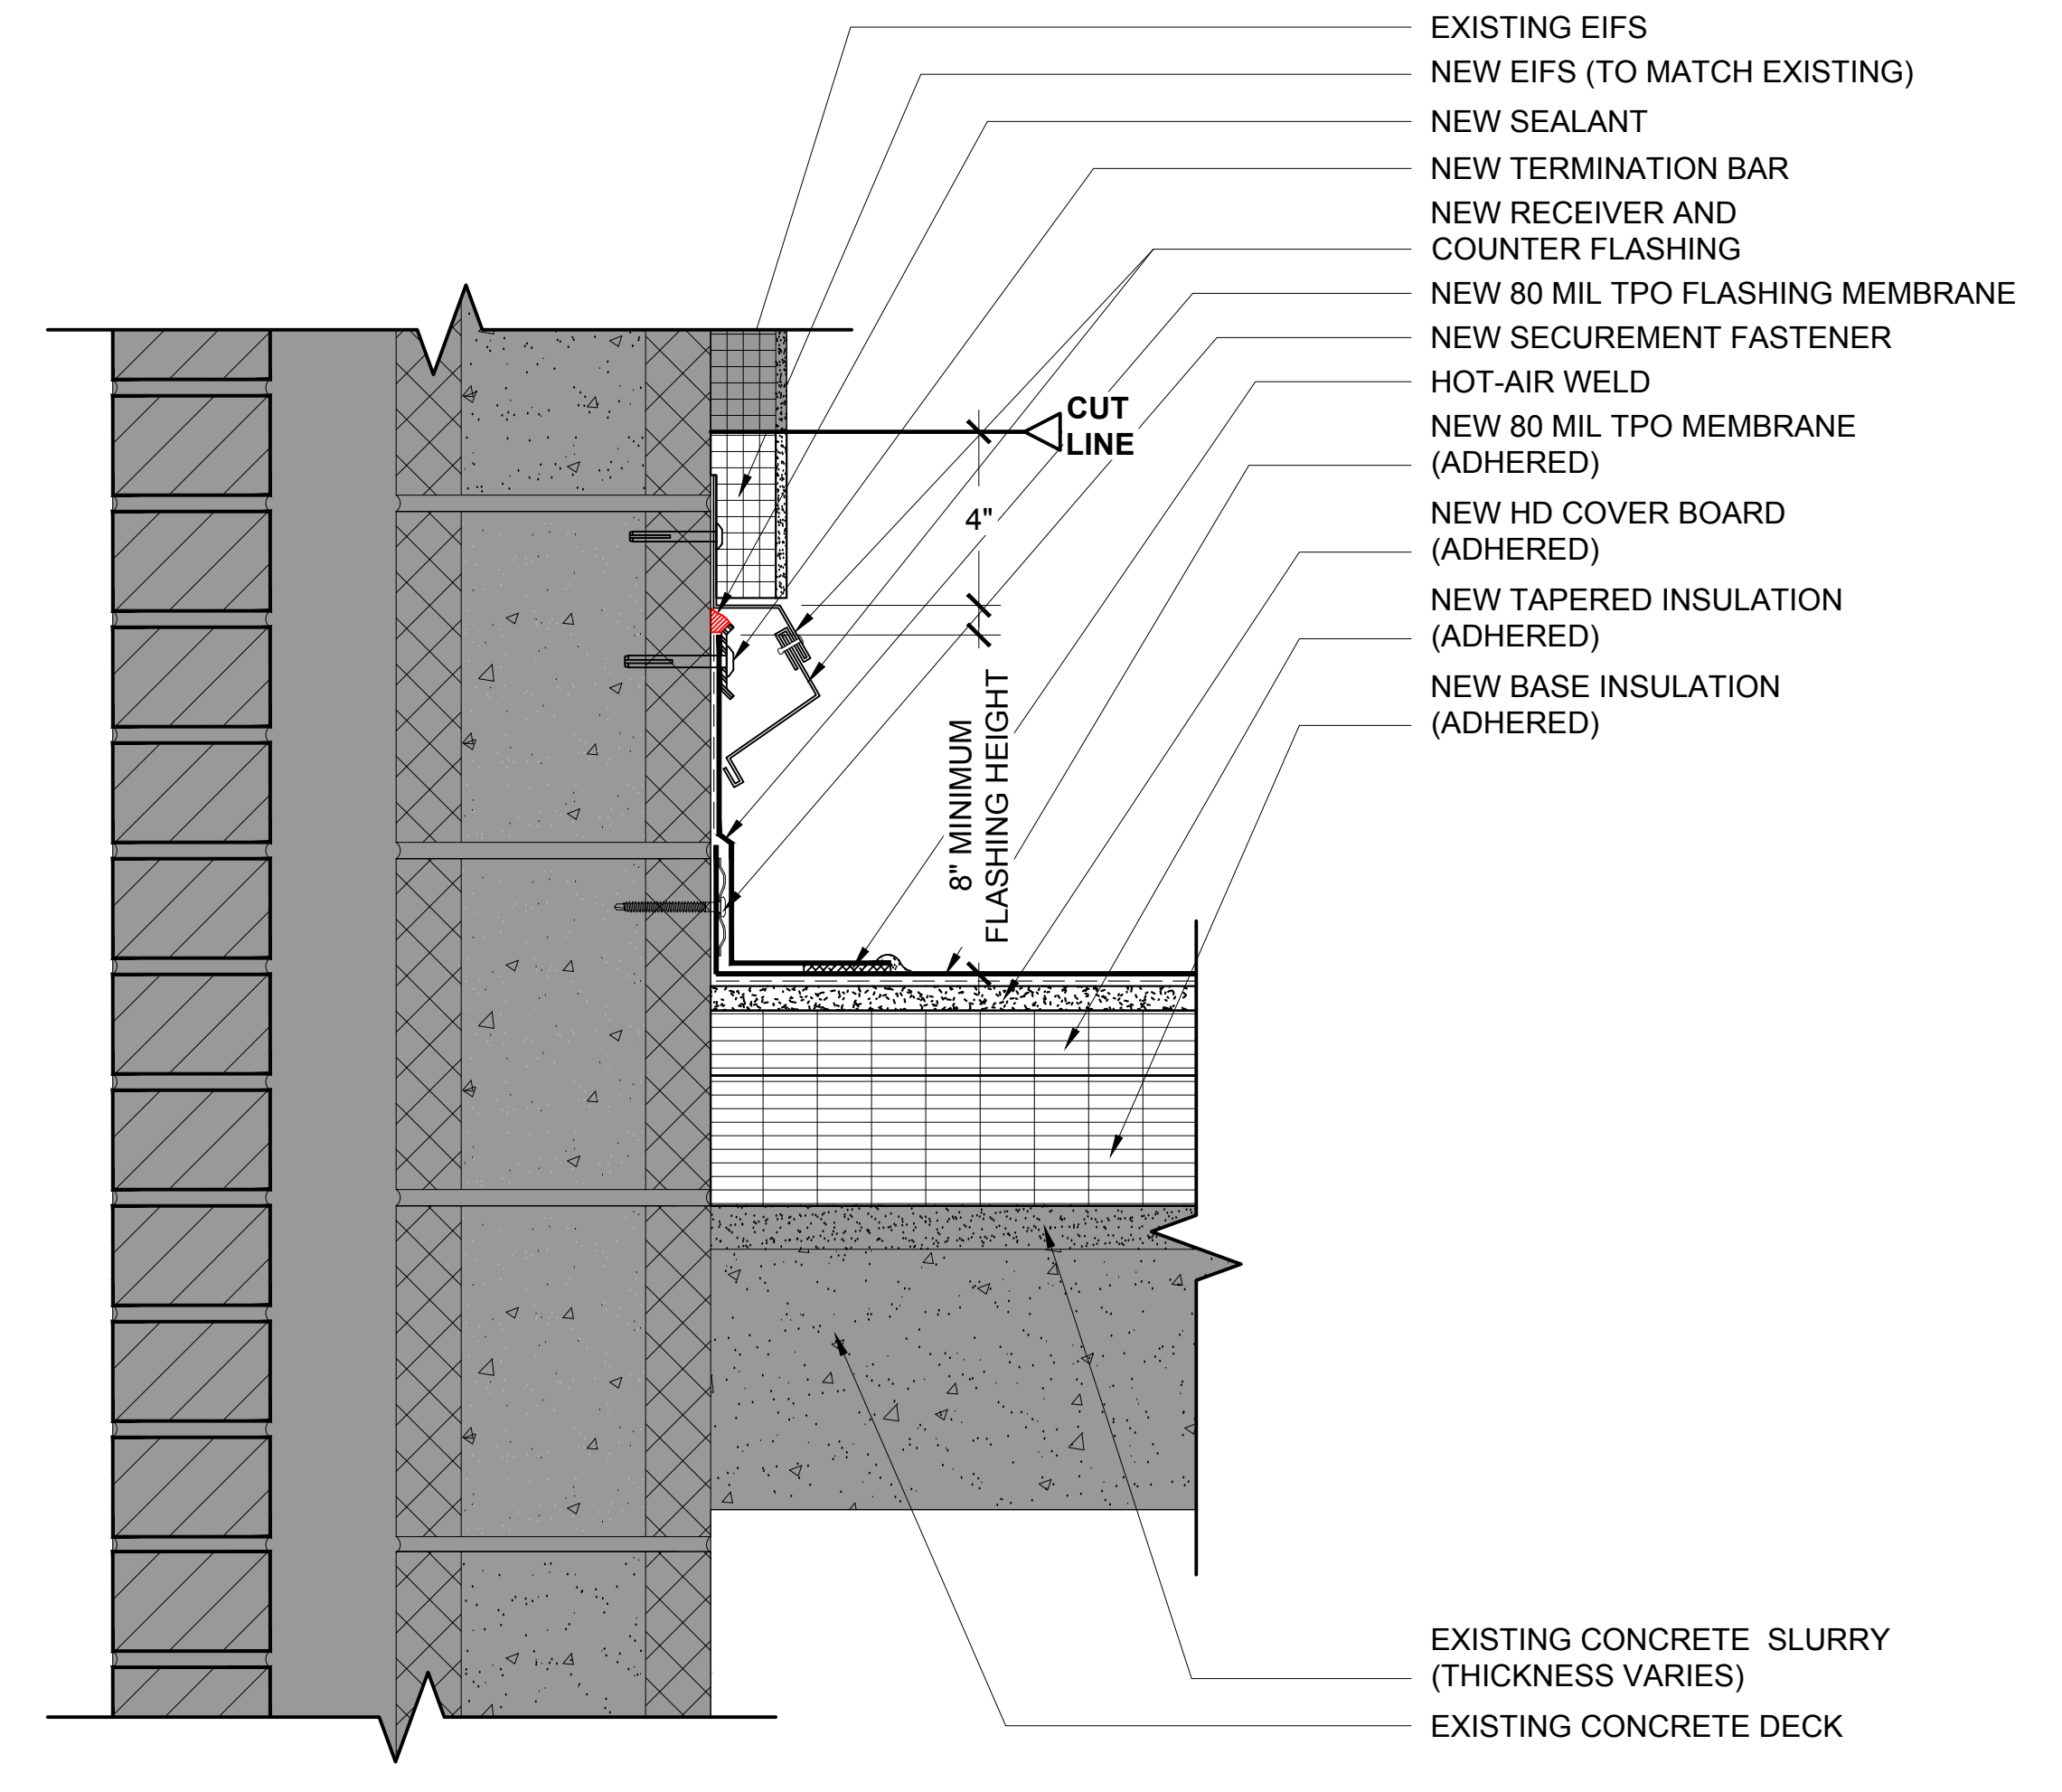 EXISTING EIFS
NEW EIFS (TO MATCH EXISTING)
NEW SEALANT
NEW TERMINATION BAR
NEW RECEIVER AND
COUNTER FLASHING
NEW 80 MIL TPO FLASHING MEMBRANE
NEW SECUREMENT FASTENER
HOT-AIR WELD
NEW 80 MIL TPO MEMBRANE
(ADHERED)
NEW HD COVER BOARD
(ADHERED)
NEW TAPERED INSULATION
(ADHERED)
NEW BASE INSULATION
(ADHERED)
CUT
LINE
4"
8" MINIMUM
FLASHING HEIGHT
EXISTING CONCRETE SLURRY
(THICKNESS VARIES)
EXISTING CONCRETE DECK